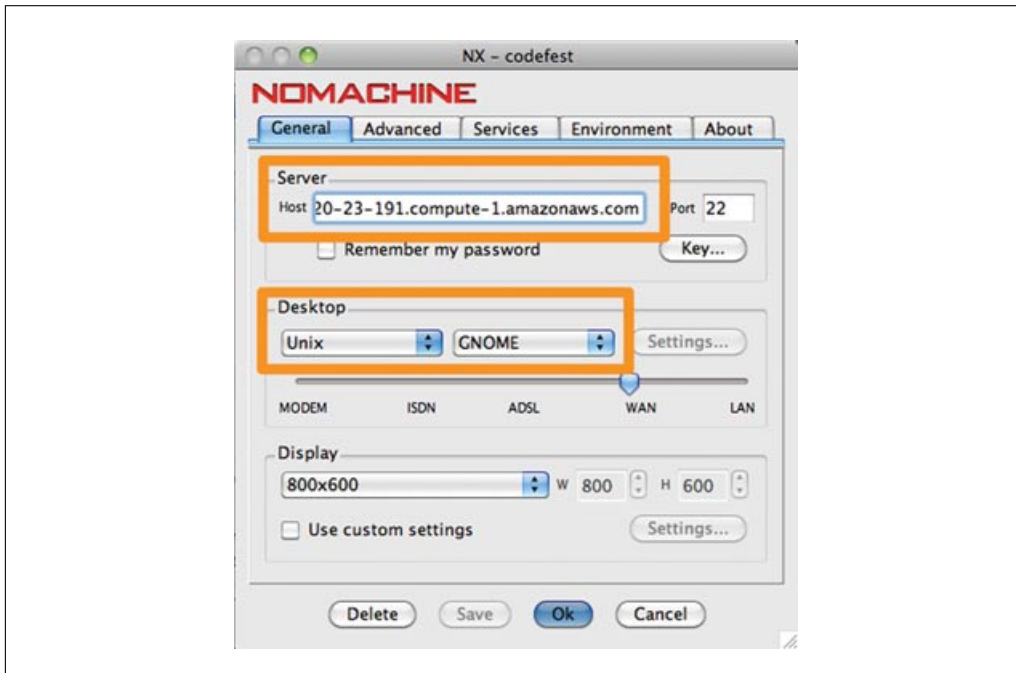 NX – codefest
NOMACHINE
General Advanced Services Environment About
Server
Host 20-23-191.compute-1.amazonaws.com Port 22
Remember my password Key...
Desktop
Unix GNOME Settings...
MODEM ISDN ADSL WAN LAN
Display
800x600 W 800 H 600
Use custom settings Settings...
Delete Save Ok Cancel